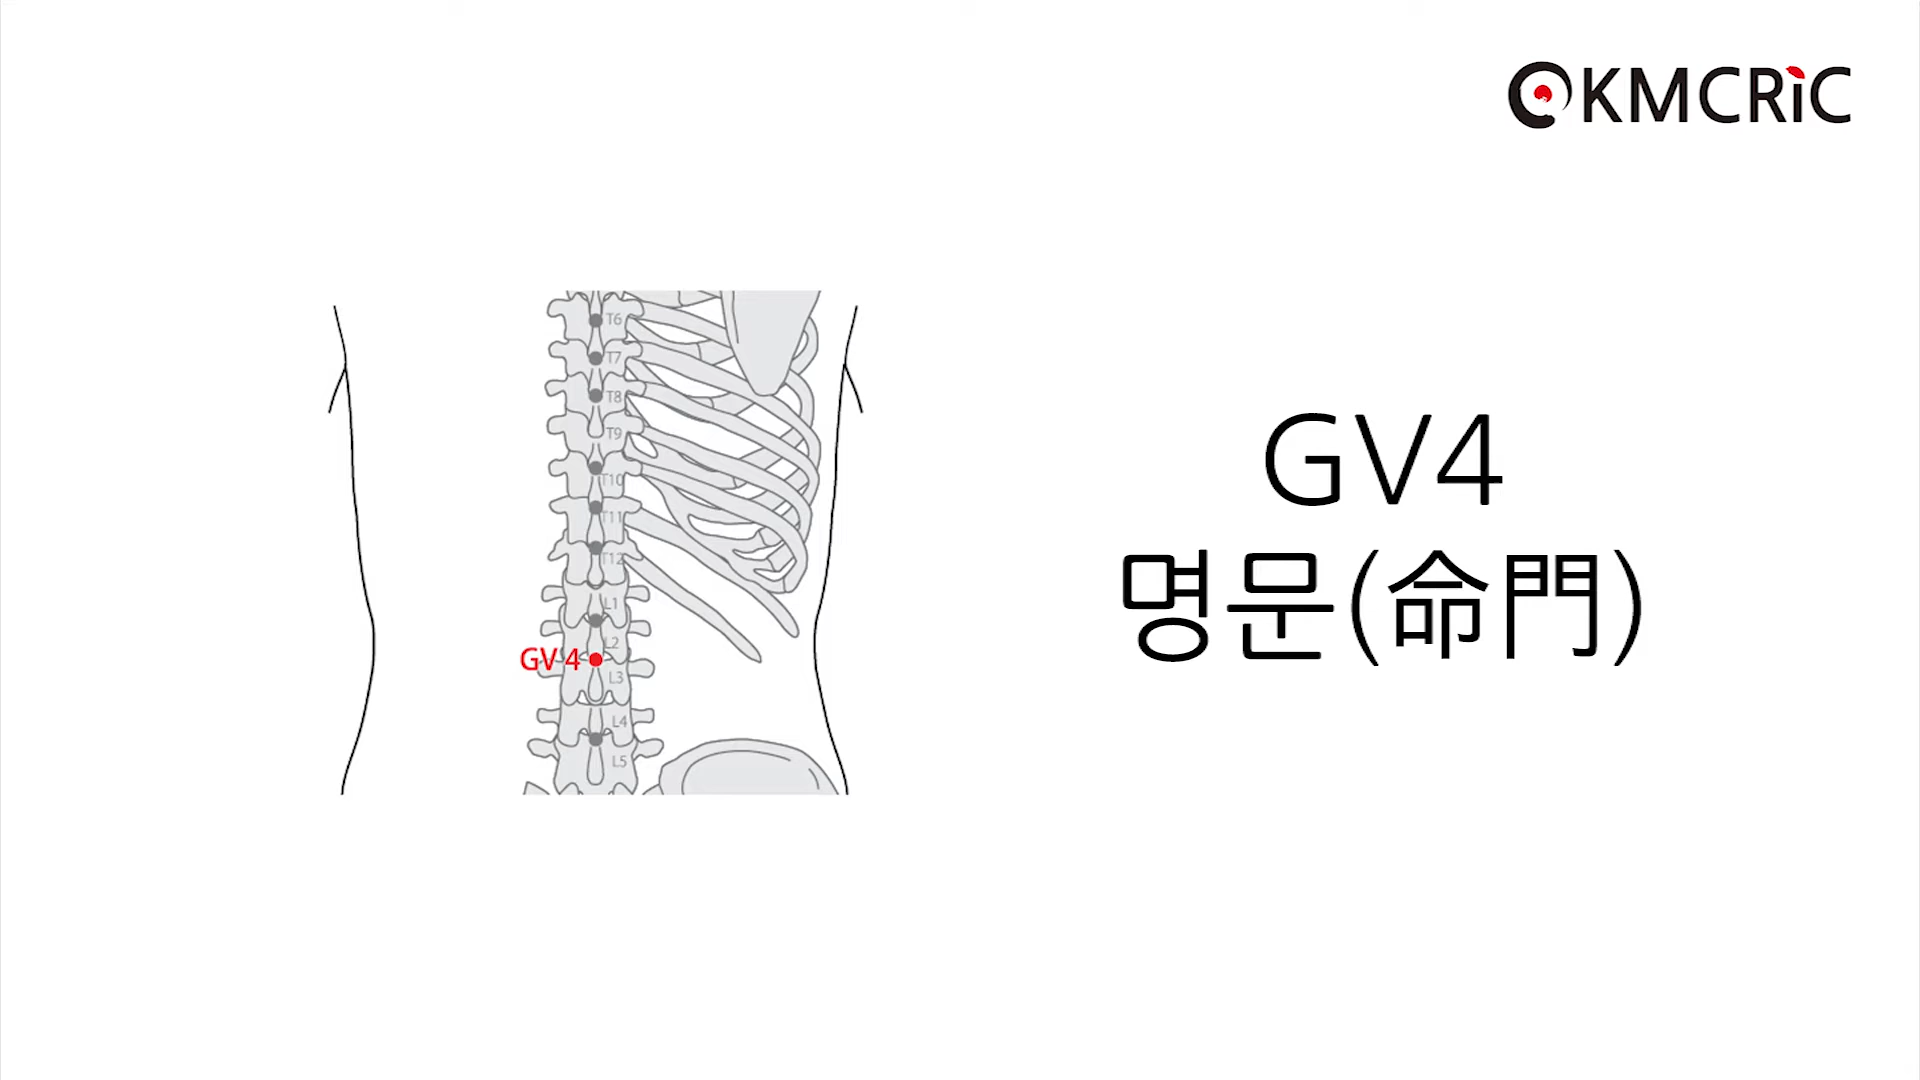 KMCRiC
T6
T7
T8
T9
T10
T11
T12
L1
L2
GV 4
L3
L4
L5
GV4
명문(命門)